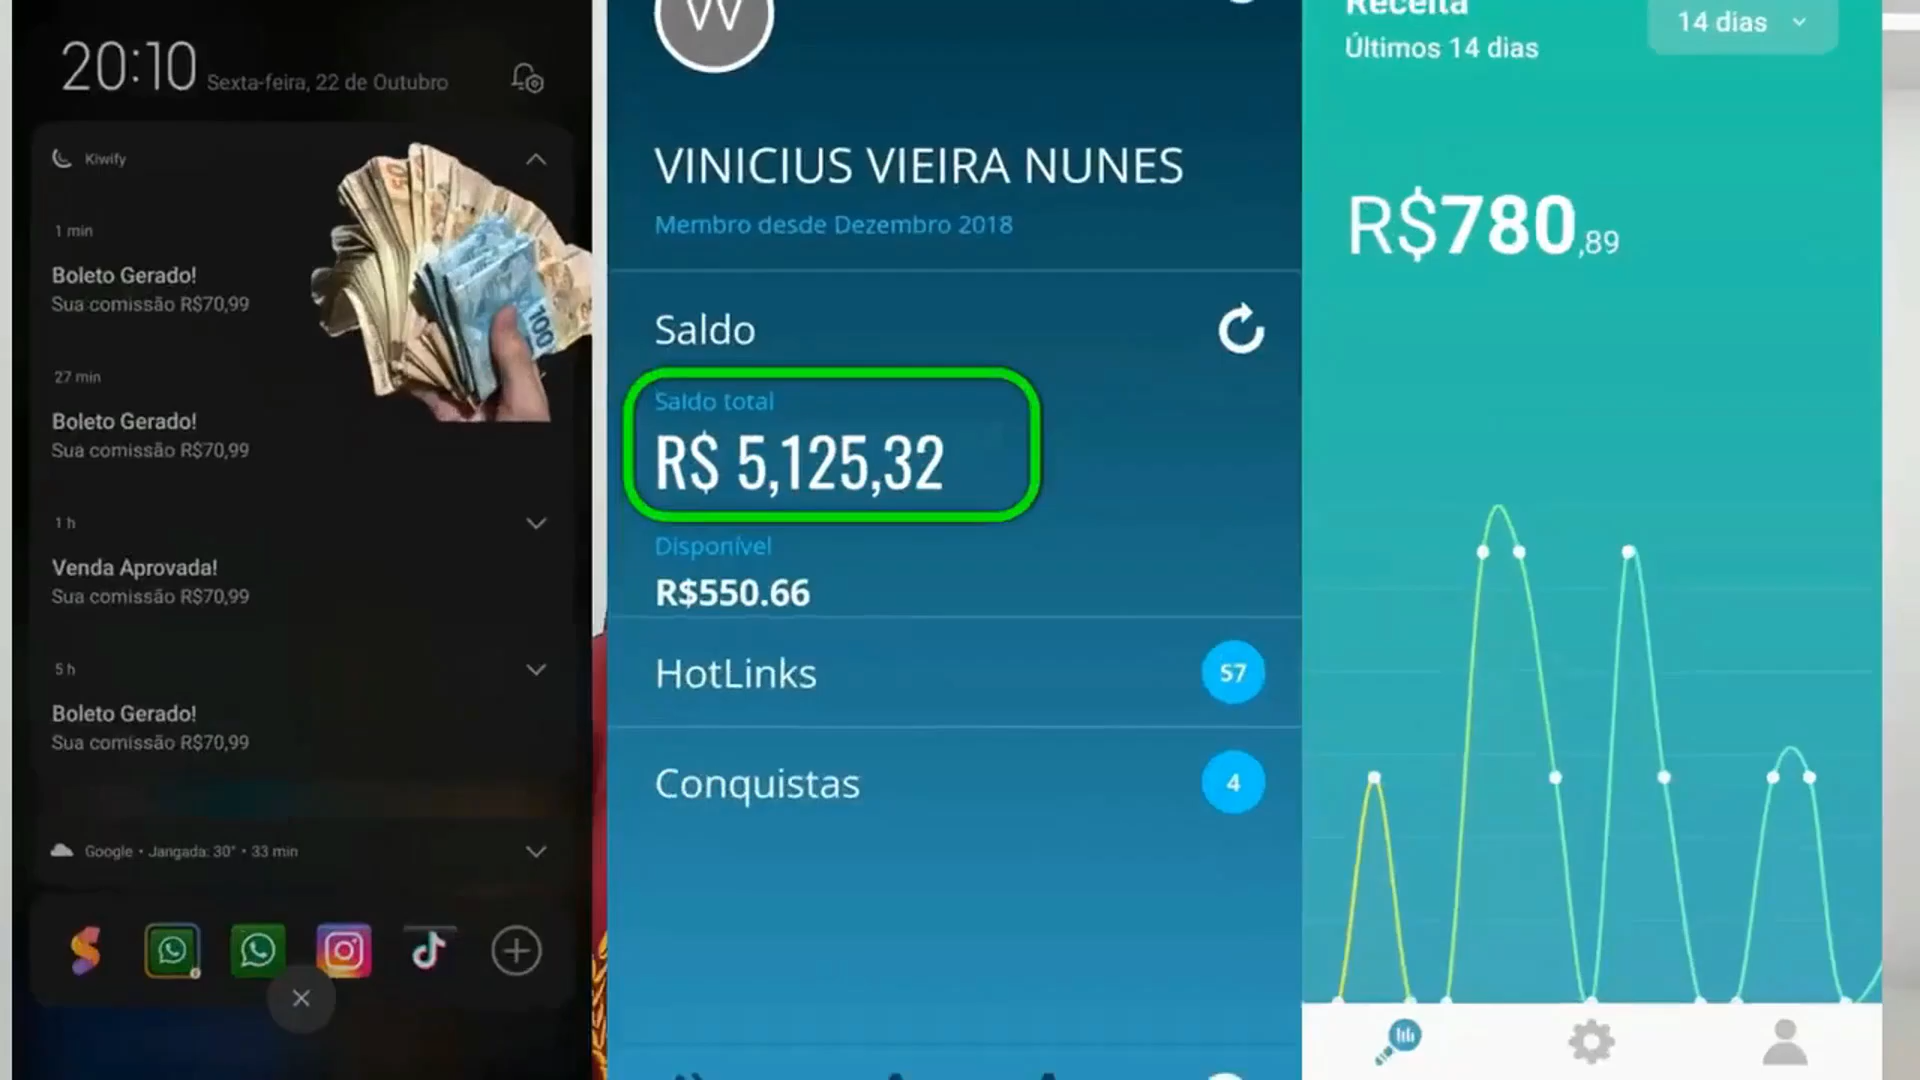 20:10 Sexta-feira, 22 de Outubro
Kiwify
1 min
Boleto Gerado!
Sua comissão R$70,99
27 min
Boleto Gerado!
Sua comissão R$70,99
1 h
Venda Aprovada!
Sua comissão R$70,99
5 h
Boleto Gerado!
Sua comissão R$70,99
Google • Jangada: 30° • 33 min
50
100
VINICIUS VIEIRA NUNES
Membro desde Dezembro 2018
Saldo
Saldo total
R$ 5,125,32
Disponível
R$550.66
HotLinks
57
Conquistas
4
Receita
Últimos 14 dias
14 dias
R$780,89